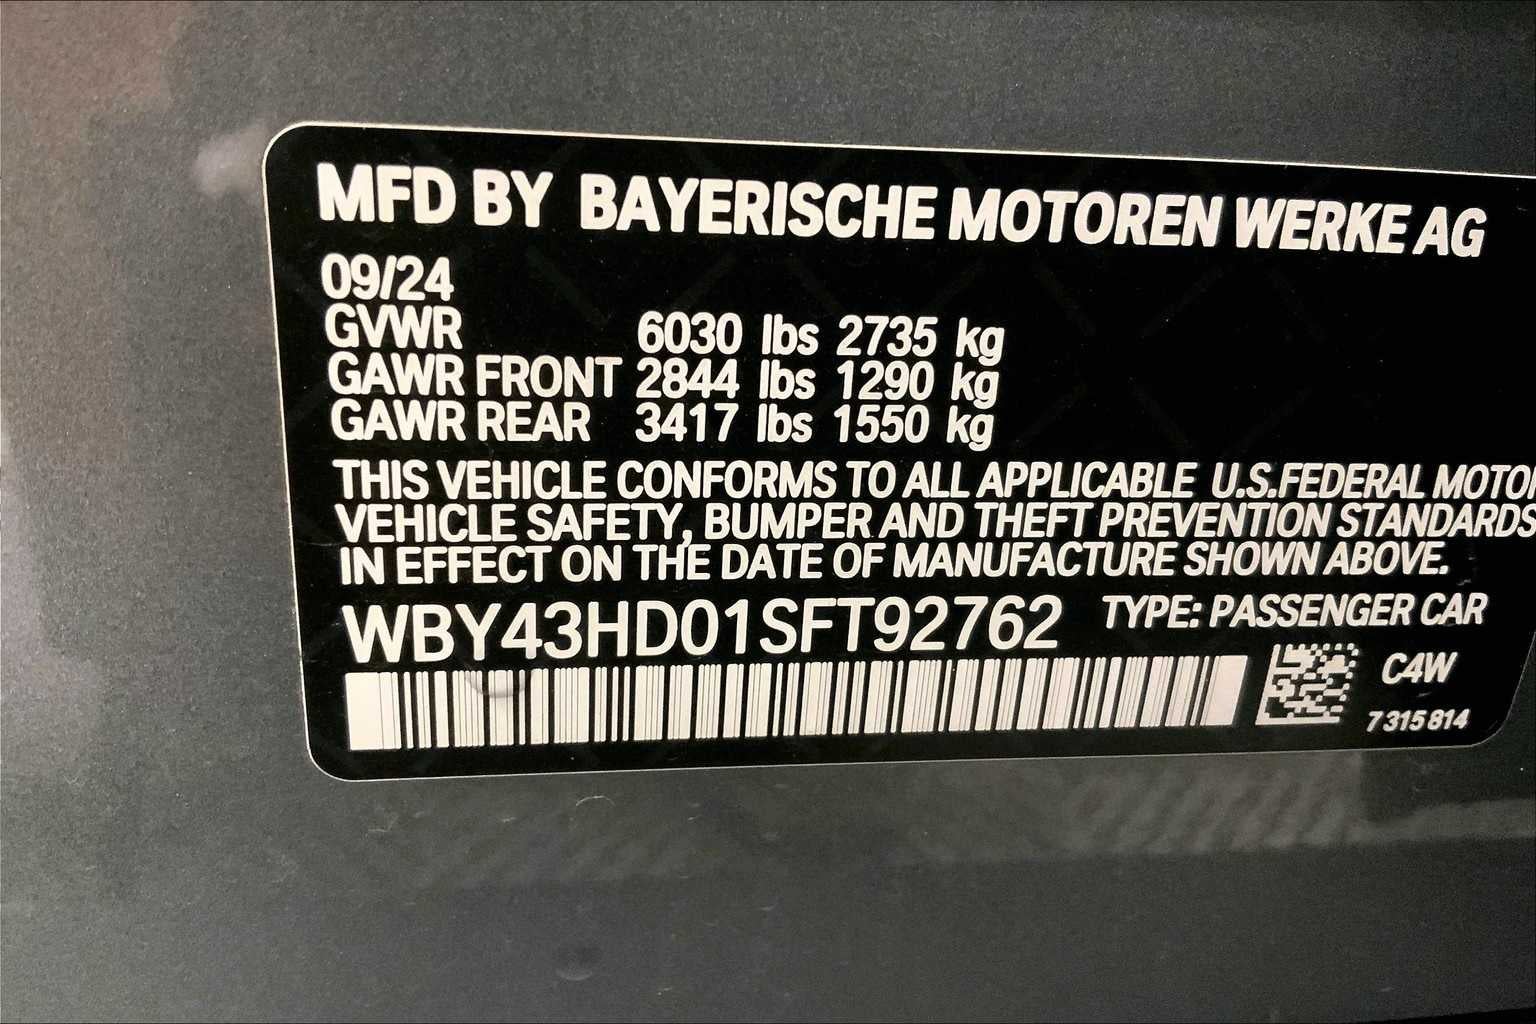 MFD BY BAYERISCHE MOTOREN WERKE AG
09/24
GVWR 6030 lbs 2735 kg
GAWR FRONT 2844 lbs 1290 kg
GAWR REAR 3417 lbs 1550 kg
THIS VEHICLE CONFORMS TO ALL APPLICABLE U.S.FEDERAL MOTOR
VEHICLE SAFETY, BUMPER AND THEFT PREVENTION STANDARDS
IN EFFECT ON THE DATE OF MANUFACTURE SHOWN ABOVE.
WBY43HD01SFT92762 TYPE: PASSENGER CAR
C4W
7 315 814